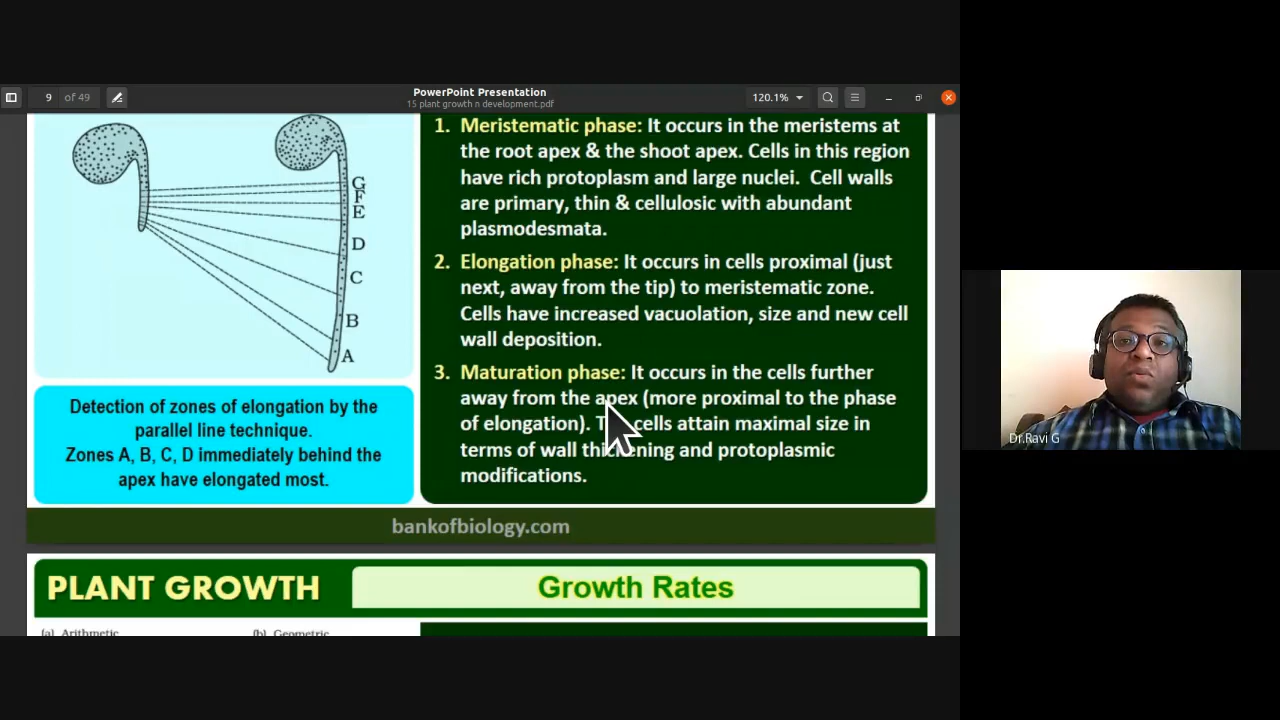 9 of 49
PowerPoint Presentation
15 plant growth n development.pdf
120.1%
G
F
E
D
C
B
A
Detection of zones of elongation by the
parallel line technique.
Zones A, B, C, D immediately behind the
apex have elongated most.
1. Meristematic phase: It occurs in the meristems at
the root apex & the shoot apex. Cells in this region
have rich protoplasm and large nuclei. Cell walls
are primary, thin & cellulosic with abundant
plasmodesmata.
2. Elongation phase: It occurs in cells proximal (just
next, away from the tip) to meristematic zone.
Cells have increased vacuolation, size and new cell
wall deposition.
3. Maturation phase: It occurs in the cells further
away from the apex (more proximal to the phase
of elongation). cells attain maximal size in
terms of wall thickening and protoplasmic
modifications.
bankofbiology.com
PLANT GROWTH
Growth Rates
(a) Arithmetic
(b) Geometric
Dr.Ravi G